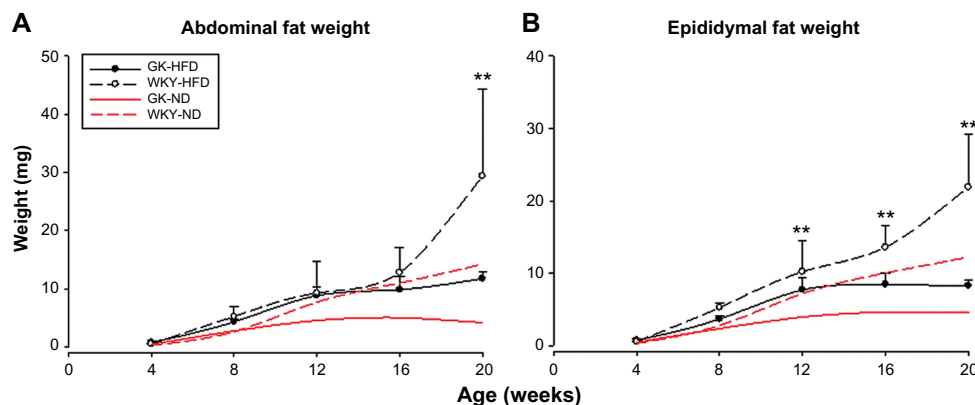 A
Abdominal fat weight
50
40
30
20
10
0
GK-HFD
WKY-HFD
GK-ND
WKY-ND
**
0 4 8 12 16 20
Weight (mg)
B
Epididymal fat weight
40
30
20
10
0
**
**
**
0 4 8 12 16 20
Age (weeks)